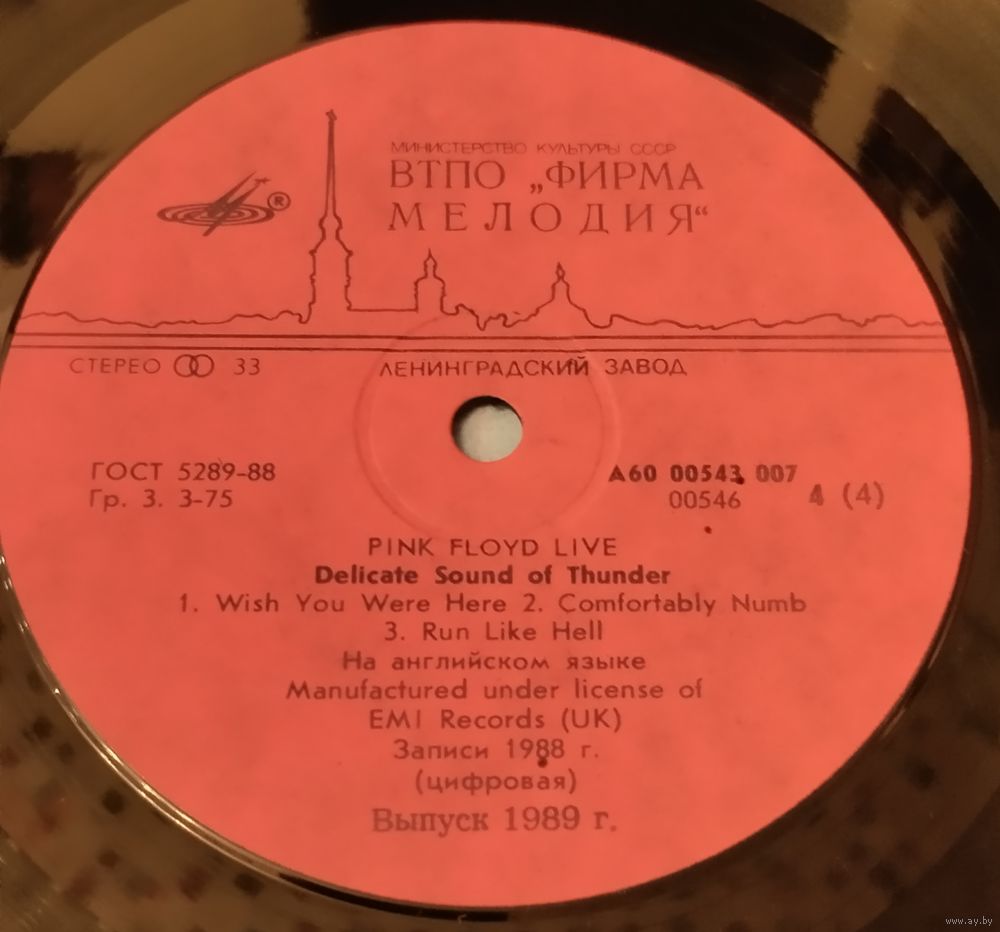 МИНИСТЕРСТВО КУЛЬТУРЫ СССР
ВТПО „ФИРМА
МЕЛОДИЯ“
®
СТЕРЕО 33
ЛЕНИНГРАДСКИЙ ЗАВОД
ГОСТ 5289-88
Гр. 3. 3-75
А60 00543 007
00546 4 (4)
PINK FLOYD LIVE
Delicate Sound of Thunder
1. Wish You Were Here 2. Comfortably Numb
3. Run Like Hell
На английском языке
Manufactured under license of
EMI Records (UK)
Записи 1988 г.
(цифровая)
Выпуск 1989 г.
www.ay.by